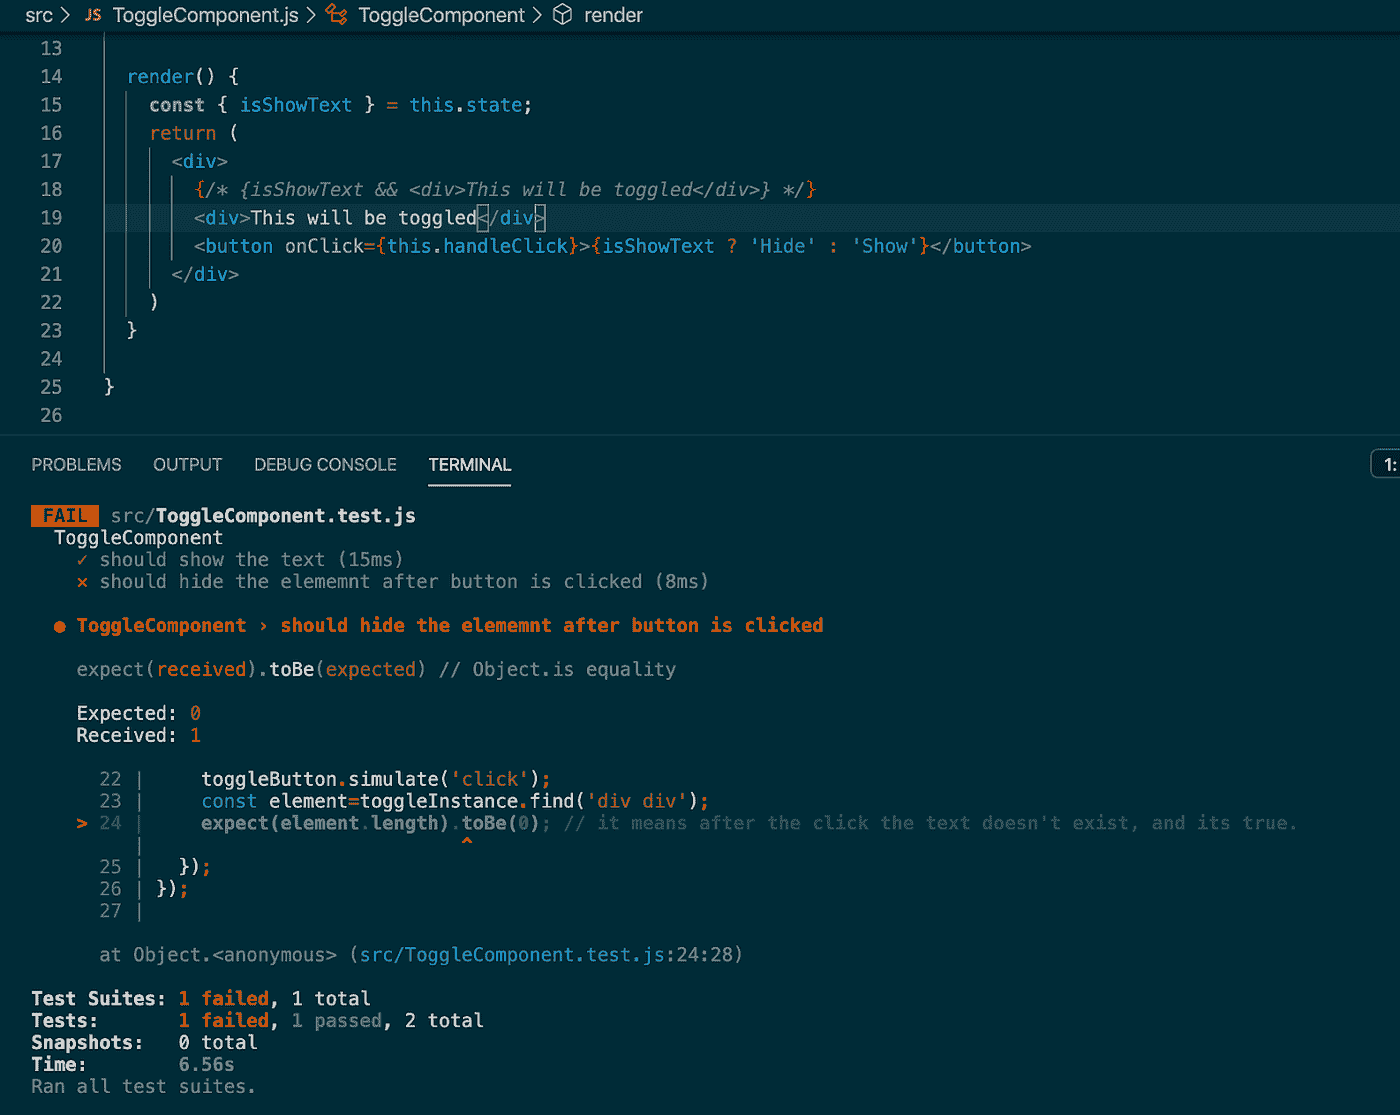 src > JS ToggleComponent.js > ToggleComponent > render
13
14 render() {
15 const { isShowText } = this.state;
16 return (
17 <div>
18 {/* {isShowText && <div>This will be toggled</div>} */}
19 <div>This will be toggled</div>
20 <button onClick={this.handleClick}>{isShowText ? 'Hide' : 'Show'}</button>
21 </div>
22 )
23 }
24
25 }
26
PROBLEMS OUTPUT DEBUG CONSOLE TERMINAL 1:
FAIL src/ToggleComponent.test.js
ToggleComponent
✓ should show the text (15ms)
✕ should hide the elememnt after button is clicked (8ms)
● ToggleComponent › should hide the elememnt after button is clicked
expect(received).toBe(expected) // Object.is equality
Expected: 0
Received: 1
22 | toggleButton.simulate('click');
23 | const element=toggleInstance.find('div div');
> 24 | expect(element.length).toBe(0); // it means after the click the text doesn't exist, and its true.
| ^
25 | });
26 | });
27 |
at Object.<anonymous> (src/ToggleComponent.test.js:24:28)
Test Suites: 1 failed, 1 total
Tests: 1 failed, 1 passed, 2 total
Snapshots: 0 total
Time: 6.56s
Ran all test suites.